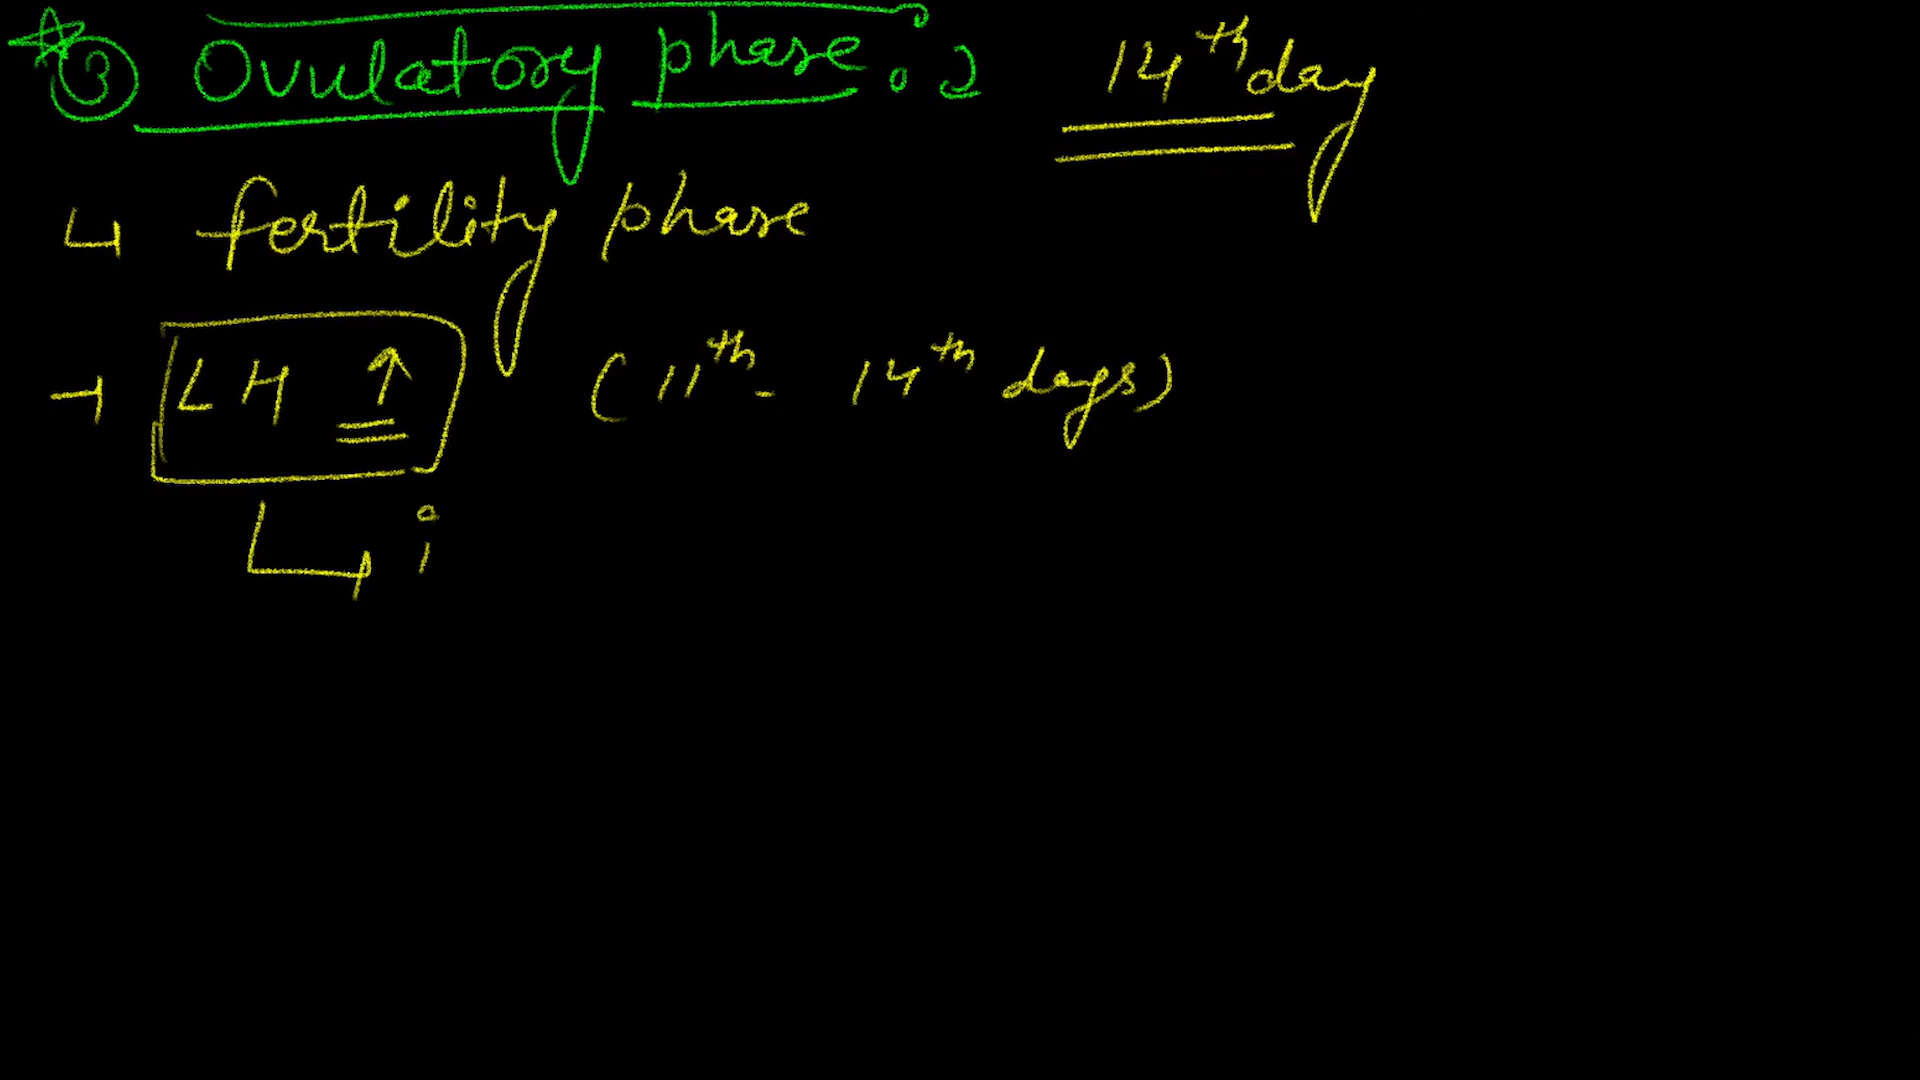 ③ Ovulatory phase : 14th day
fertility phase
LH ↑ (11th - 14th days)
i